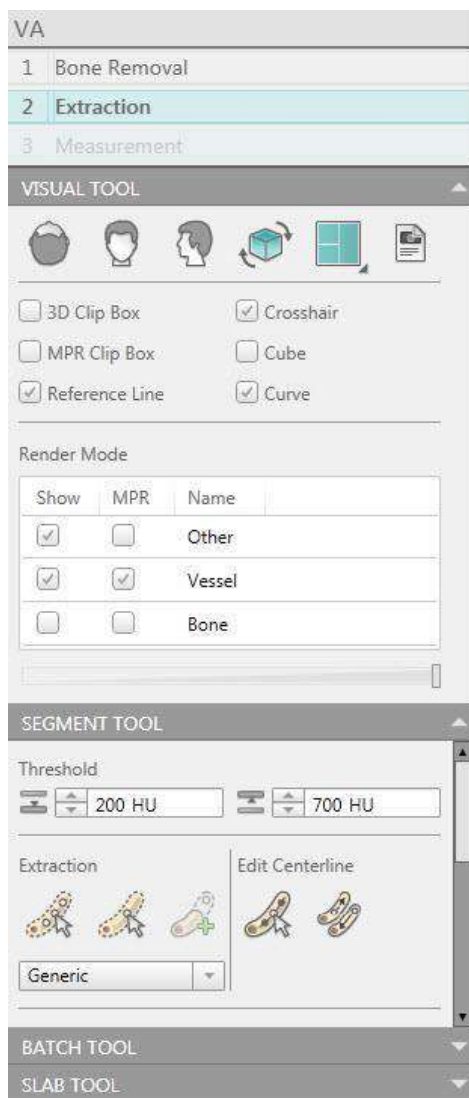 VA
1 Bone Removal
2 Extraction
3 Measurement
VISUAL TOOL
3D Clip Box Crosshair
MPR Clip Box Cube
Reference Line Curve
Render Mode
Show MPR Name
Other
Vessel
Bone
SEGMENT TOOL
Threshold
200 HU 700 HU
Extraction Edit Centerline
Generic
BATCH TOOL
SLAB TOOL